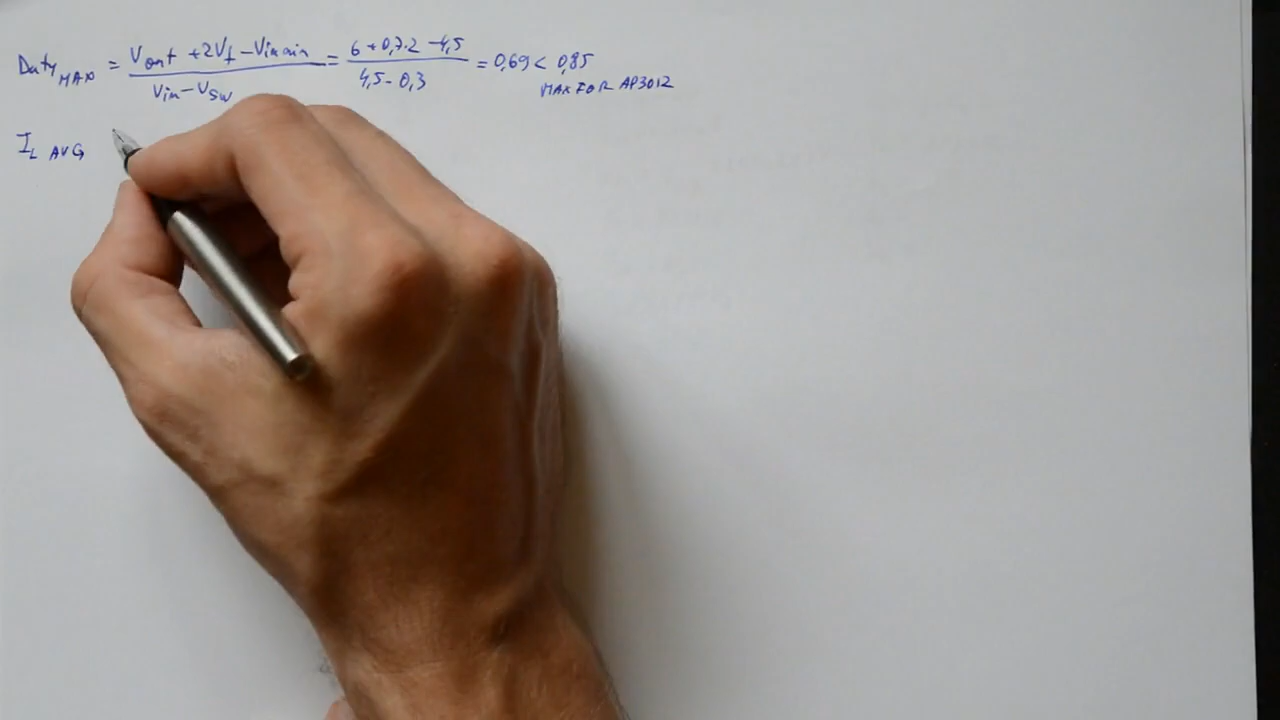 Duty MAX = Vout + 2Vf - Vin min / Vin - Vsw = 6 + 0,7·2 - 4,5 / 4,5 - 0,3 = 0,69 < 0,85
MAX FOR AP3012
IL AVG